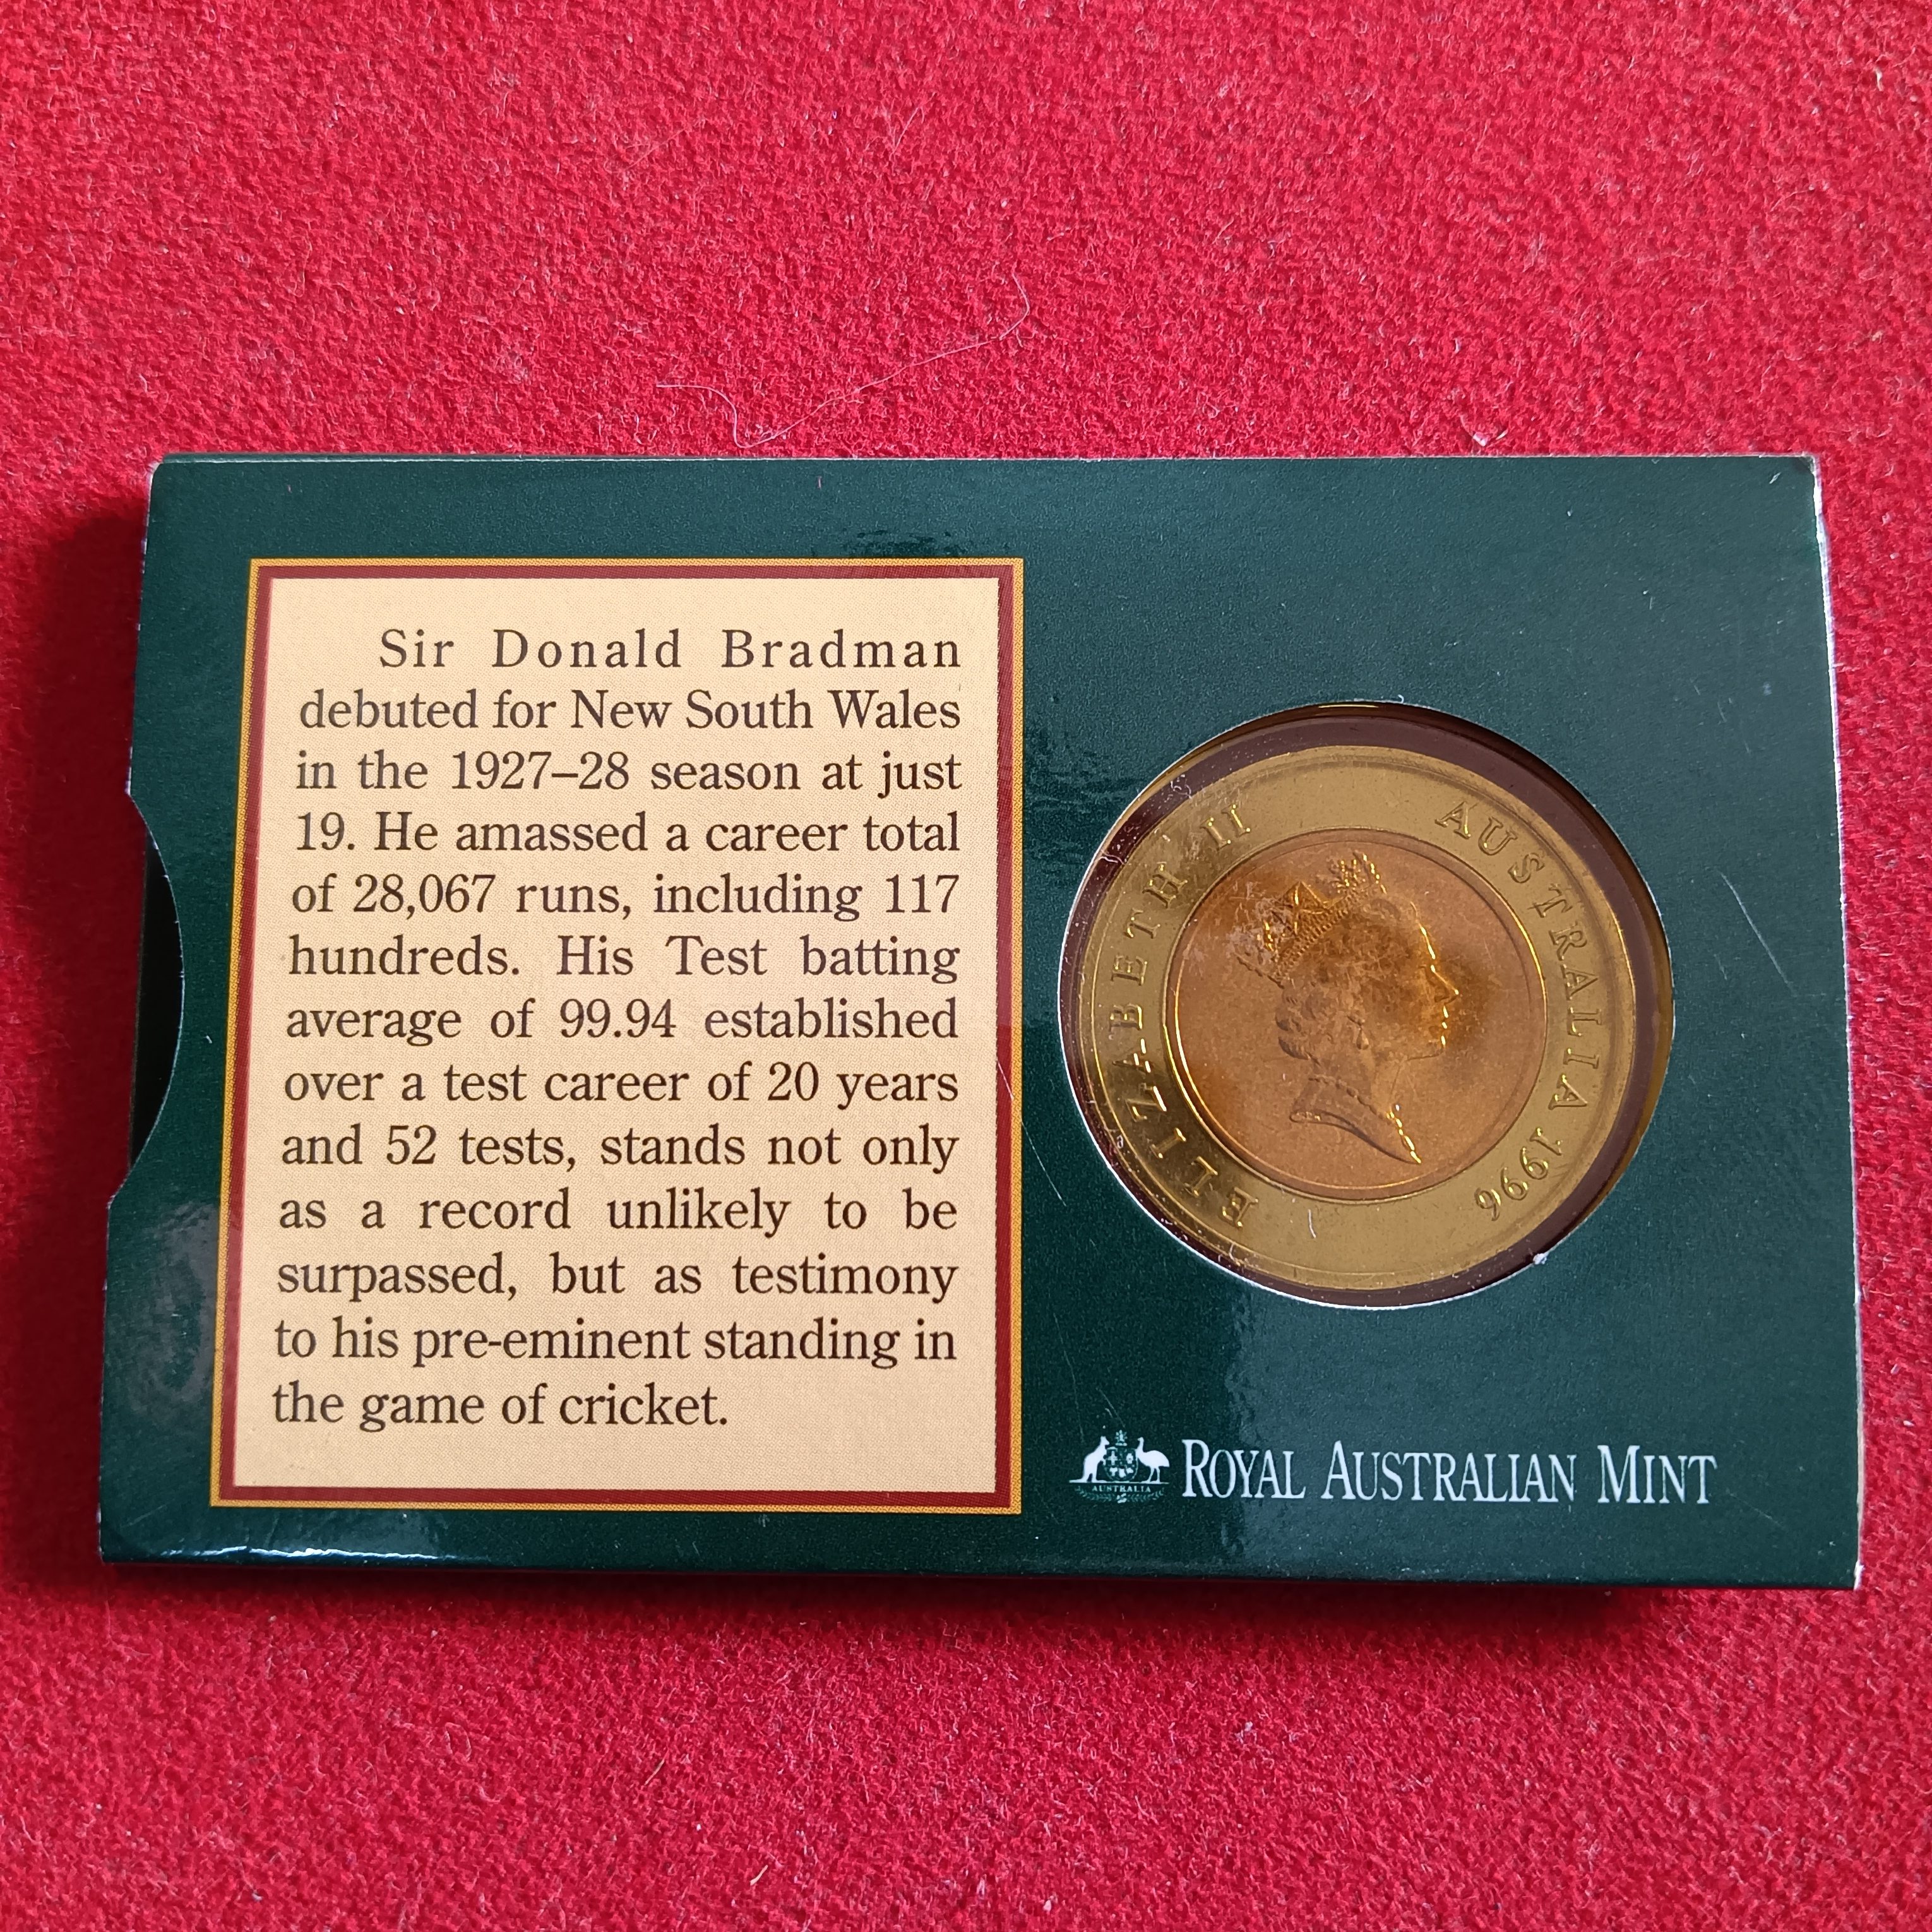 Sir Donald Bradman
debuted for New South Wales
in the 1927–28 season at just
19. He amassed a career total
of 28,067 runs, including 117
hundreds. His Test batting
average of 99.94 established
over a test career of 20 years
and 52 tests, stands not only
as a record unlikely to be
surpassed, but as testimony
to his pre-eminent standing in
the game of cricket.
ELIZABETH II
AUSTRALIA 1996
AUSTRALIA
ROYAL AUSTRALIAN MINT